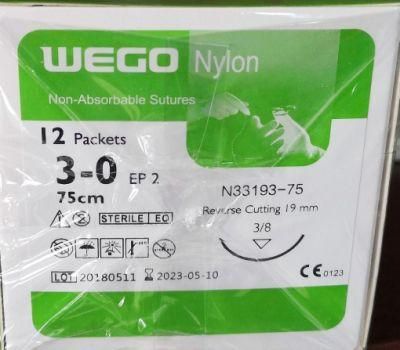 WEGO Nylon
Non-Absorbable Sutures
12 Packets
3-0 EP 2
75cm
N33193-75
Reverse Cutting 19 mm
3/8
STERILE EO
LOT 20180511 2023-05-10
CE 0123